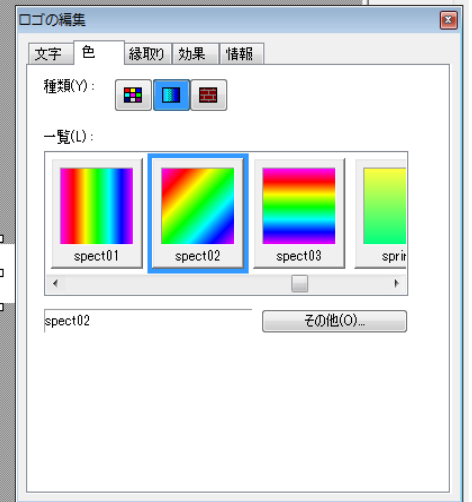 ロゴの編集
文字 色 縁取り 効果 情報
種類(Y):
一覧(L):
spect01 spect02 spect03 sprin
spect02 その他(O)...